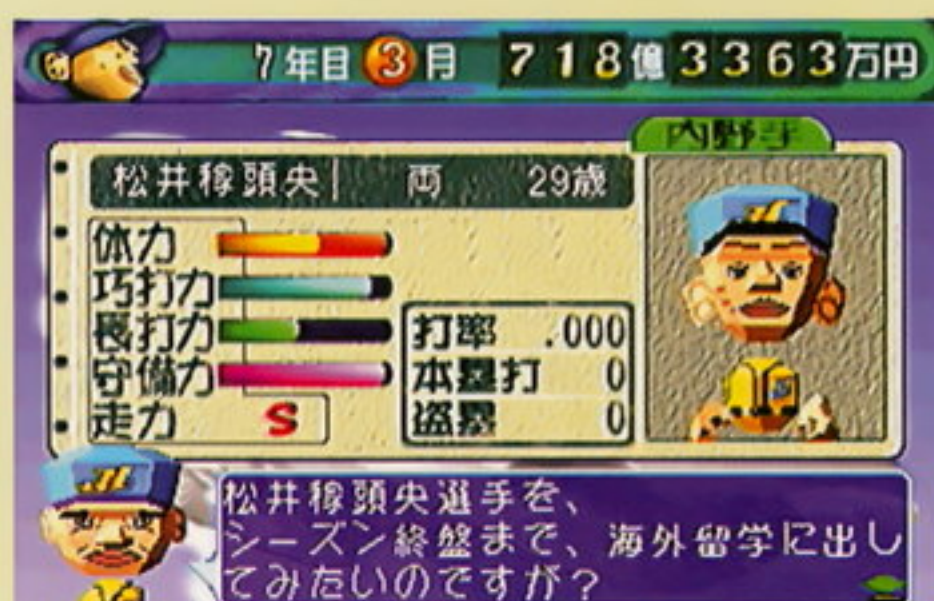 7年目 3月 718億3363万円
内野手
松井稼頭央 両 29歳
体力
巧打力
長打力
守備力
走力 S
打率 .000
本塁打 0
盗塁 0
松井稼頭央選手を、
シーズン終盤まで、海外留学に出し
てみたいのですが？